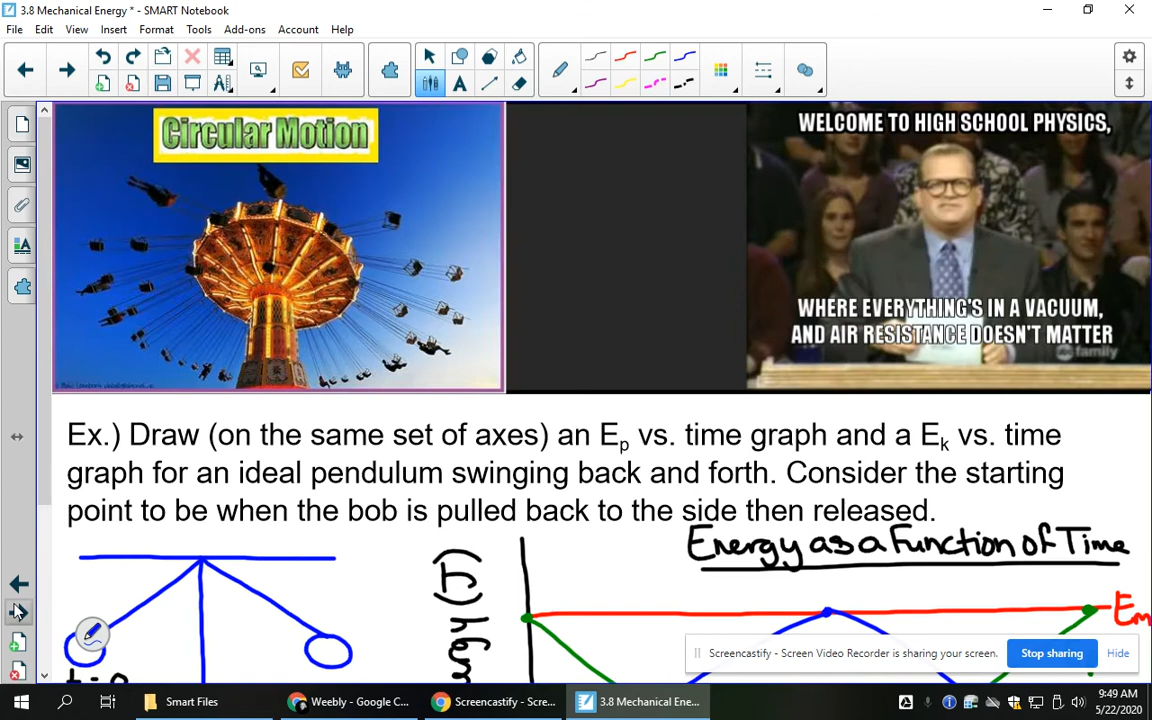 3.8 Mechanical Energy * - SMART Notebook
File Edit View Insert Format Tools Add-ons Account Help
Circular Motion
WELCOME TO HIGH SCHOOL PHYSICS,
WHERE EVERYTHING'S IN A VACUUM,
AND AIR RESISTANCE DOESN'T MATTER
abc family
Ex.) Draw (on the same set of axes) an Ep vs. time graph and a Ek vs. time
graph for an ideal pendulum swinging back and forth. Consider the starting
point to be when the bob is pulled back to the side then released.
Energy as a Function of Time
Em
Screencastify - Screen Video Recorder is sharing your screen.
Stop sharing
Hide
Smart Files
Weebly - Google C...
Screencastify - Scre...
3.8 Mechanical Ene...
9:49 AM
5/22/2020